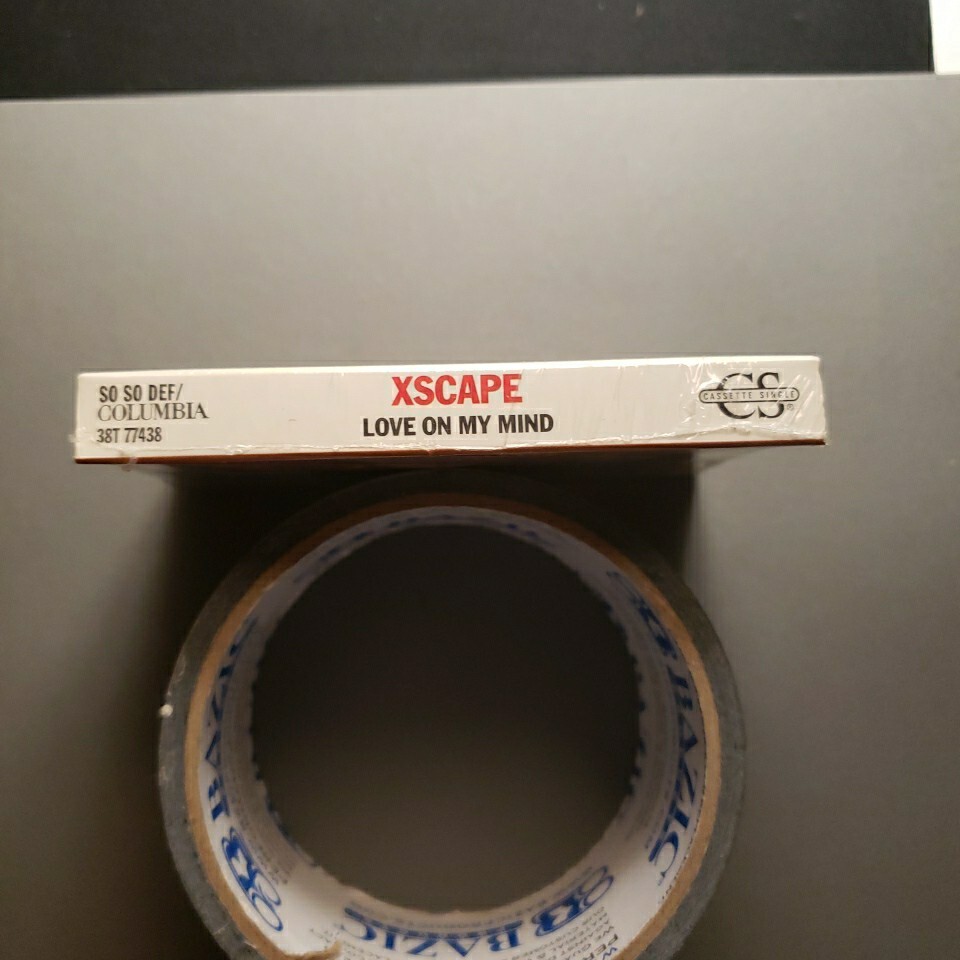 SO SO DEF/
COLUMBIA
38T 77438
XSCAPE
LOVE ON MY MIND
CS
CASSETTE SINGLE
®
BAZIC
BAZIC
BAZIC